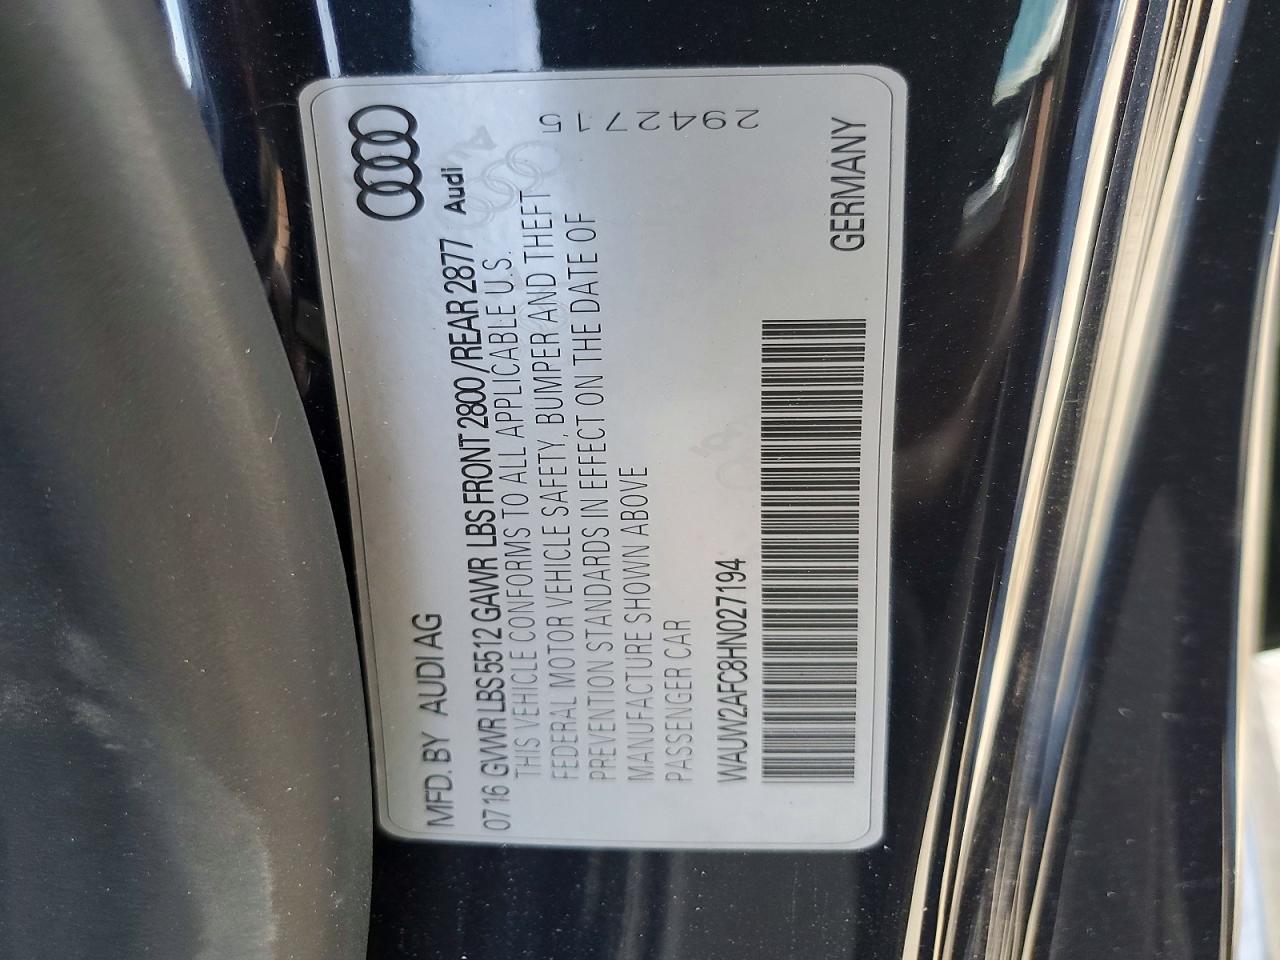 MFD. BY AUDI AG
Audi
07 16 GVWR LBS 5512 GAWR LBS FRONT 2800 / REAR 2877
THIS VEHICLE CONFORMS TO ALL APPLICABLE U.S.
FEDERAL MOTOR VEHICLE SAFETY, BUMPER AND THEFT
PREVENTION STANDARDS IN EFFECT ON THE DATE OF
MANUFACTURE SHOWN ABOVE
PASSENGER CAR
WAUW2AFC8HN027194
2942715
GERMANY